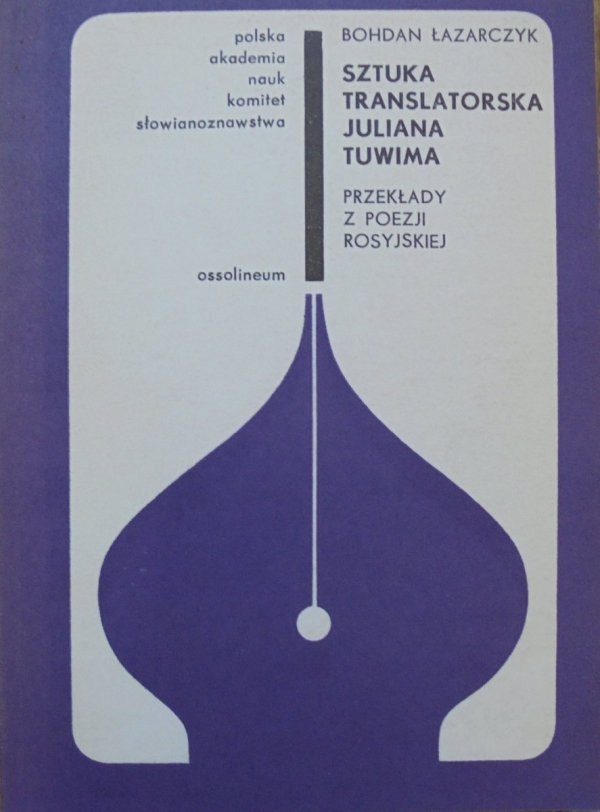 polska
akademia
nauk
komitet
słowianoznawstwa
ossolineum
BOHDAN ŁAZARCZYK
SZTUKA
TRANSLATORSKA
JULIANA
TUWIMA
PRZEKŁADY
Z POEZJI
ROSYJSKIEJ